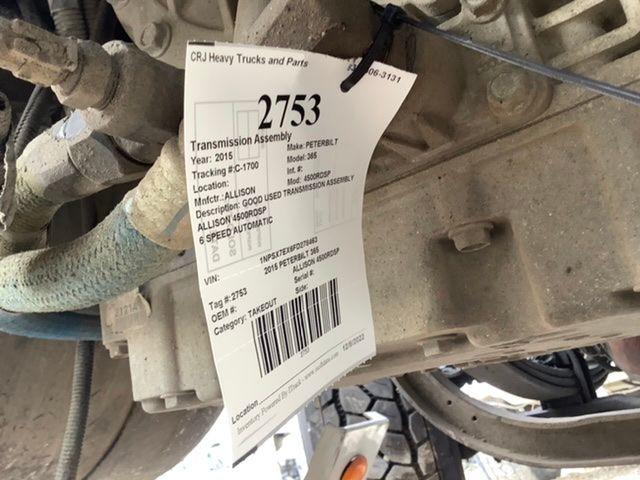 CRJ Heavy Trucks and Parts
06-3131
2753
Transmission Assembly
Year: 2015 Make: PETERBILT
Tracking #:C-1700 Model: 365
Location: Int. #:
Mnfctr.:ALLISON Mod: 4500RDSP
Description: GOOD USED TRANSMISSION ASSEMBLY
ALLISON 4500RDSP
6 SPEED AUTOMATIC
VIN: 1NPSX7EX6FD278463
2015 PETERBILT 365
ALLISON 4500RDSP
Tag #:2753 Serial #:
OEM #: Side:
Category: TAKEOUT
2753
Location
Inventory Powered By ITrack - www.isoftdata.com 12/8/2022